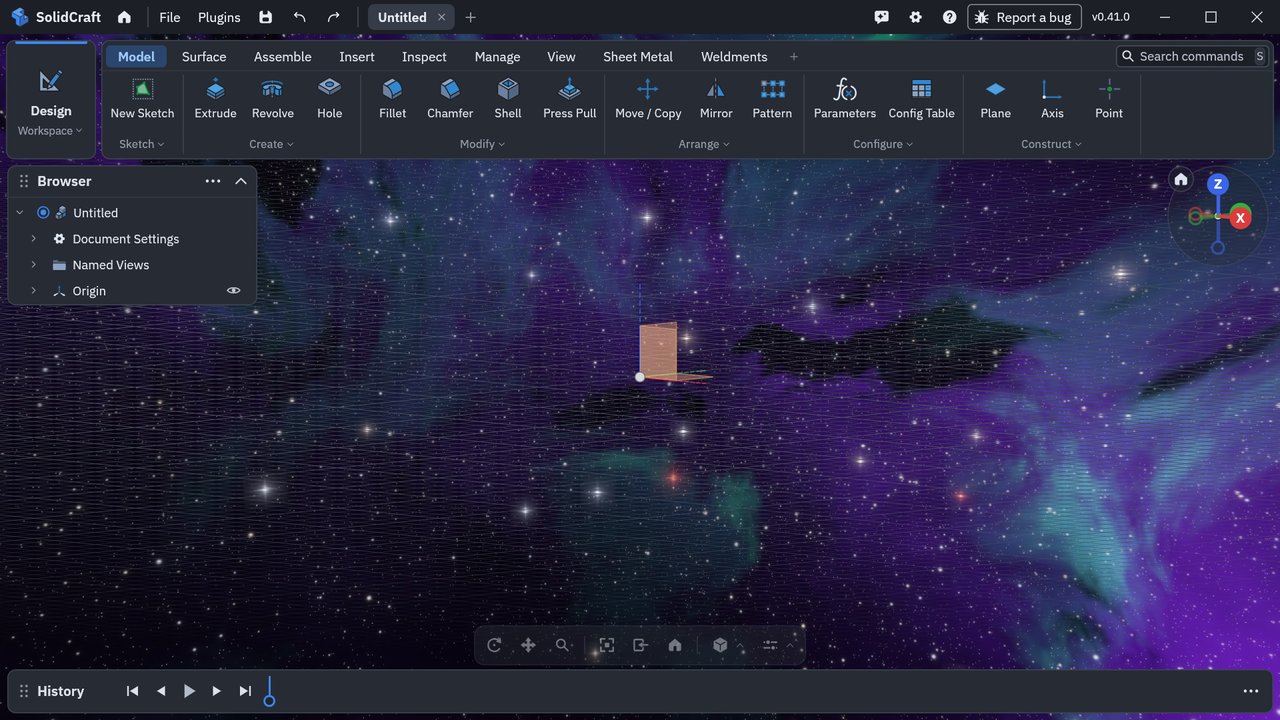 SolidCraft
File
Plugins
Untitled
Report a bug
v0.41.0
Design
Workspace
Model
Surface
Assemble
Insert
Inspect
Manage
View
Sheet Metal
Weldments
Search commands
S
New Sketch
Extrude
Revolve
Hole
Fillet
Chamfer
Shell
Press Pull
Move / Copy
Mirror
Pattern
f(x)
Parameters
Config Table
Plane
Axis
Point
Sketch
Create
Modify
Arrange
Configure
Construct
Browser
Untitled
Document Settings
Named Views
Origin
Z
X
History